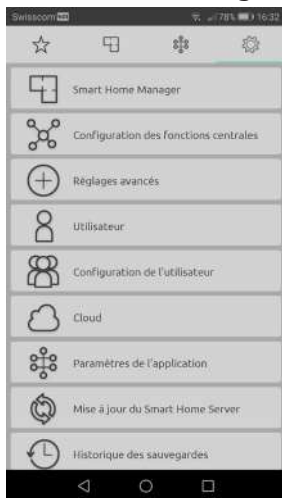 Swisscom 78% 16:32
Smart Home Manager
Configuration des fonctions centrales
Réglages avancés
Utilisateur
Configuration de l'utilisateur
Cloud
Paramètres de l'application
Mise à jour du Smart Home Server
Historique des sauvegardes